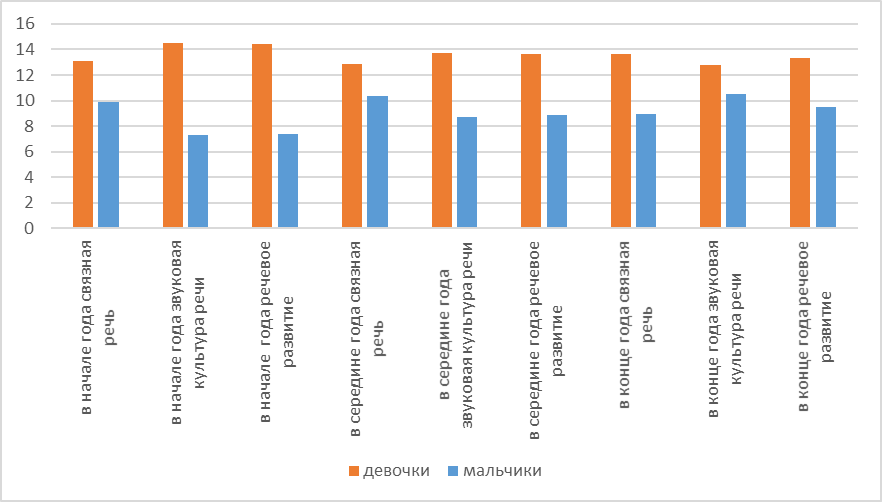 16
14
12
10
8
6
4
2
0
в начале года связная
речь
в начале года звуковая
культура речи
в начале года речевое
развитие
в середине года связная
речь
в середине года
звуковая культура речи
в середине года речевое
развитие
в конце года связная
речь
в конце года звуковая
культура речи
в конце года речевое
развитие
девочки
мальчики